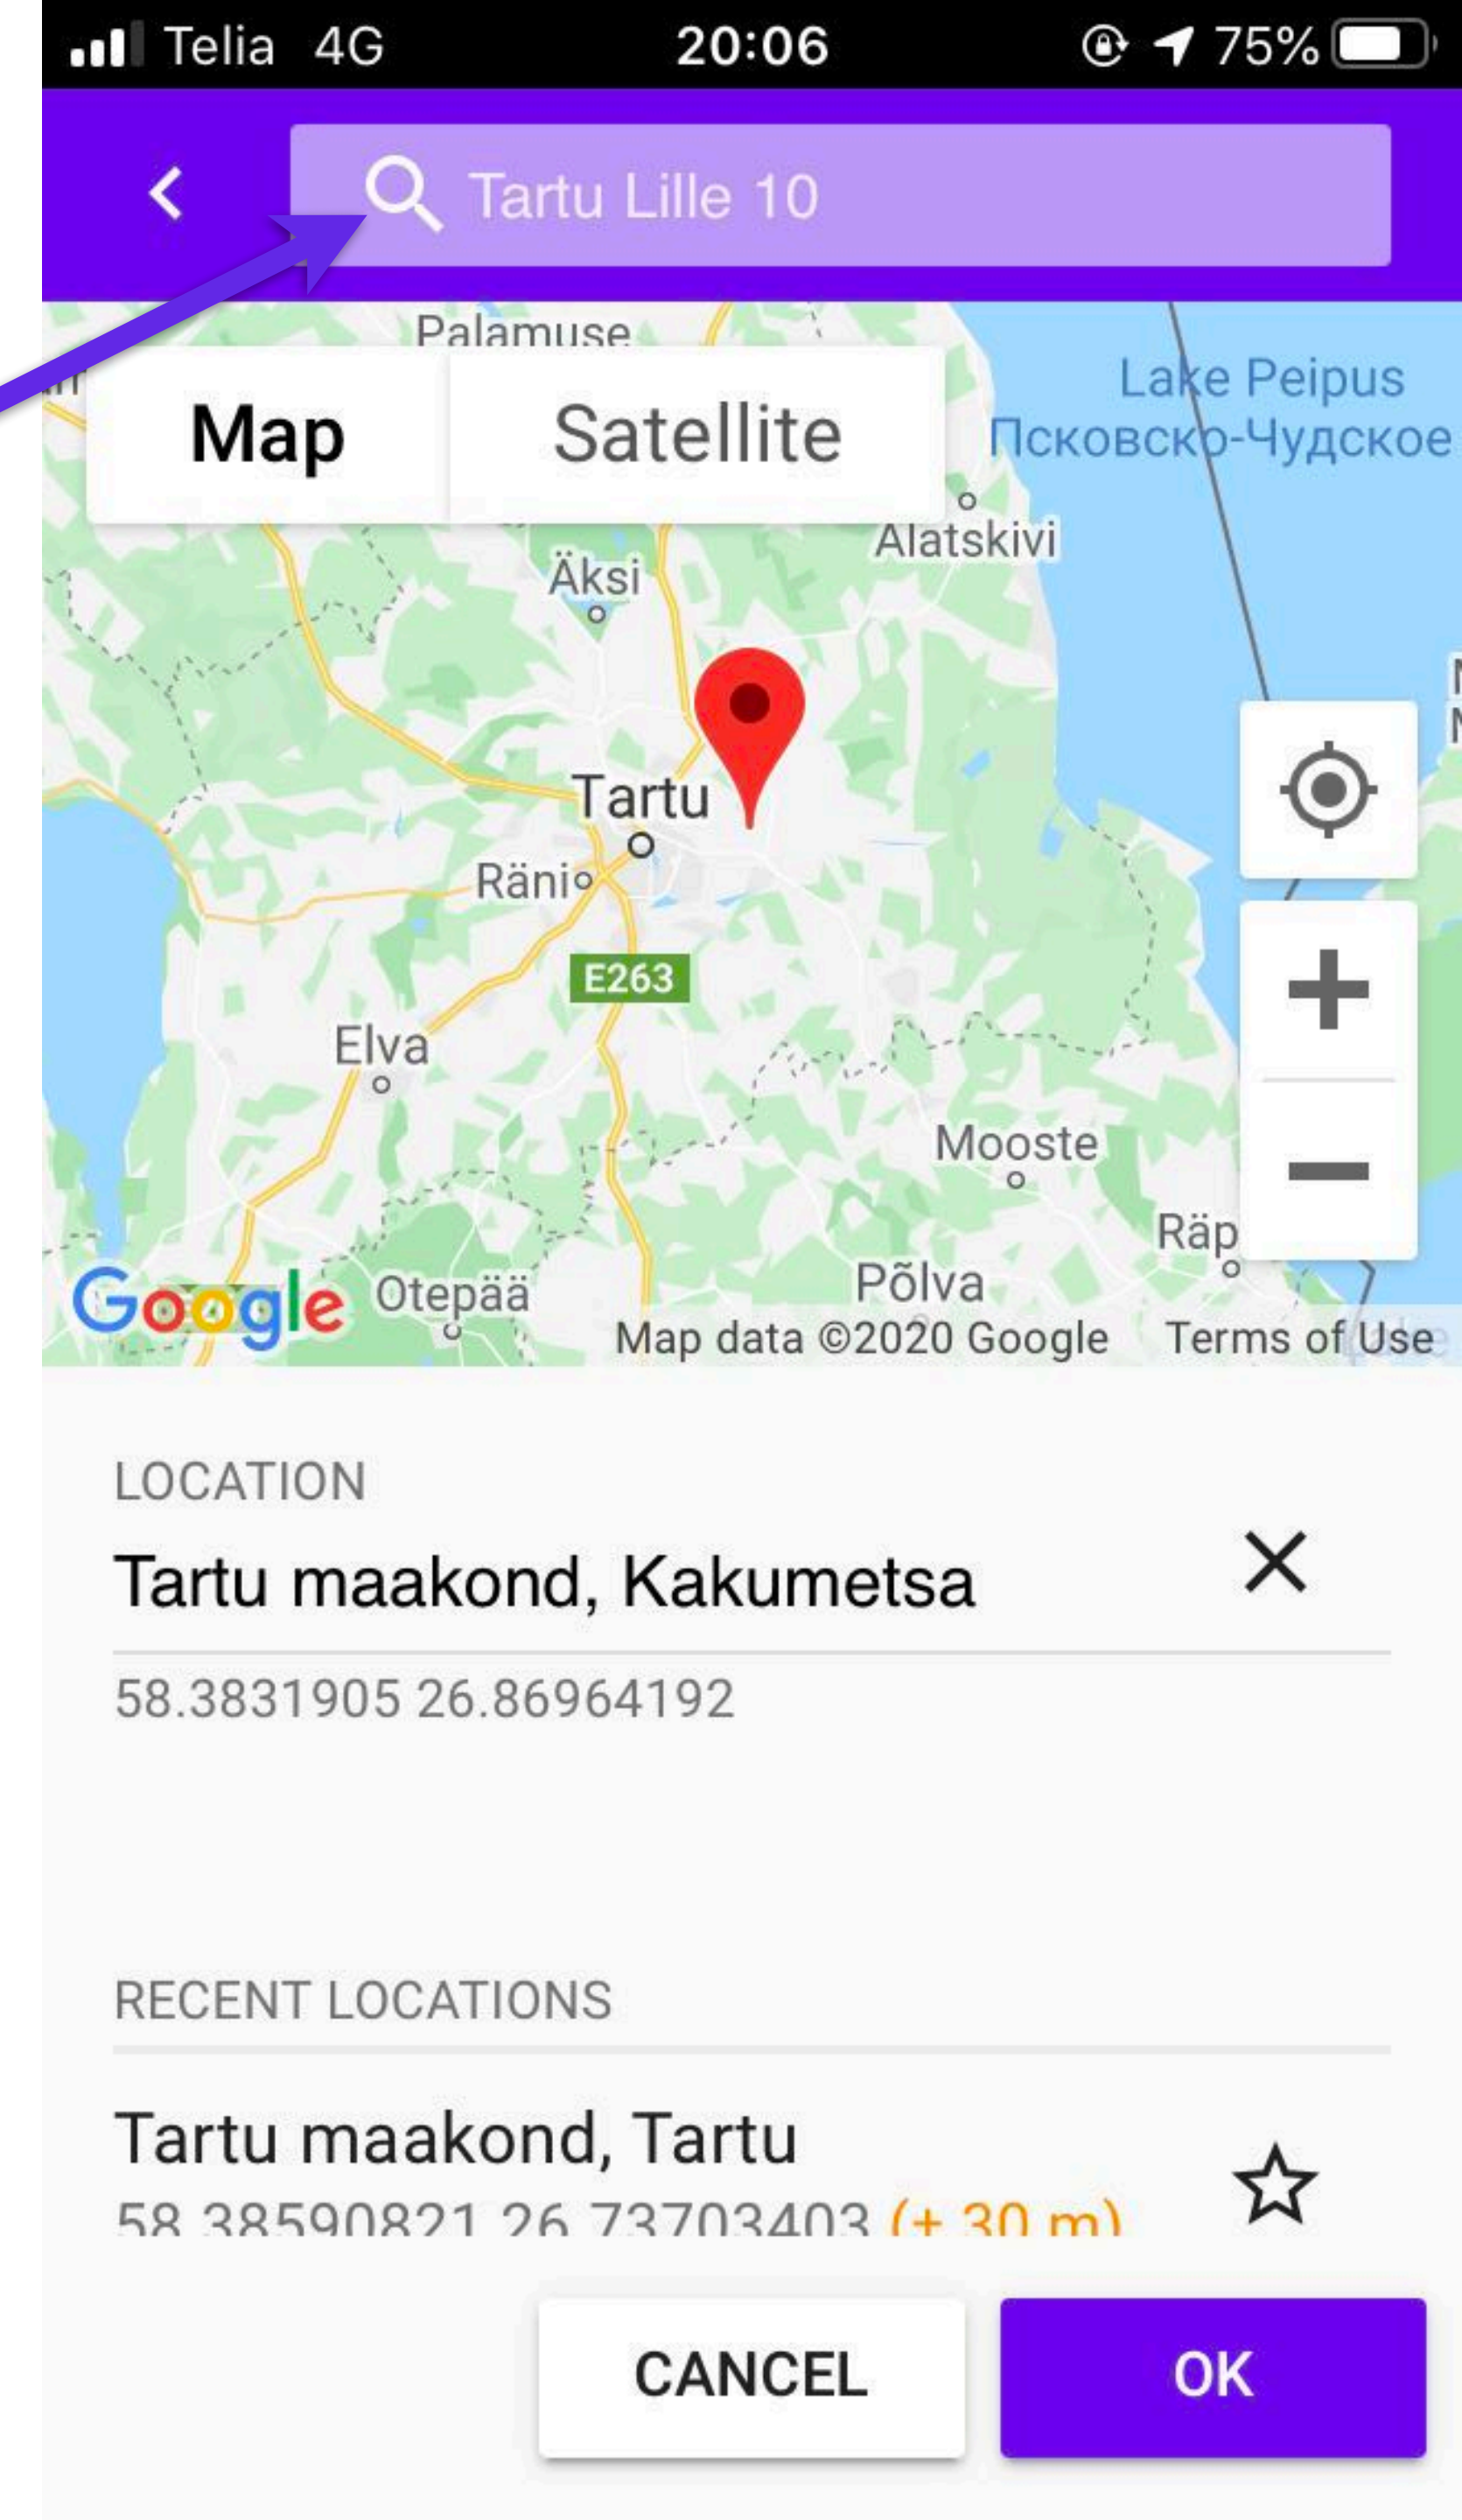 Telia 4G 20:06 75%
Tartu Lille 10
Palamuse
Lake Peipus
Псковско-Чудское
Map Satellite
Alatskivi
Äksi
Tartu
Räni
E263
Elva
Mooste
Räp
Põlva
Otepää
Google
Map data ©2020 Google Terms of Use
LOCATION
Tartu maakond, Kakumetsa
58.3831905 26.86964192
RECENT LOCATIONS
Tartu maakond, Tartu
58.38590821 26.73703403 (± 30 m)
CANCEL OK